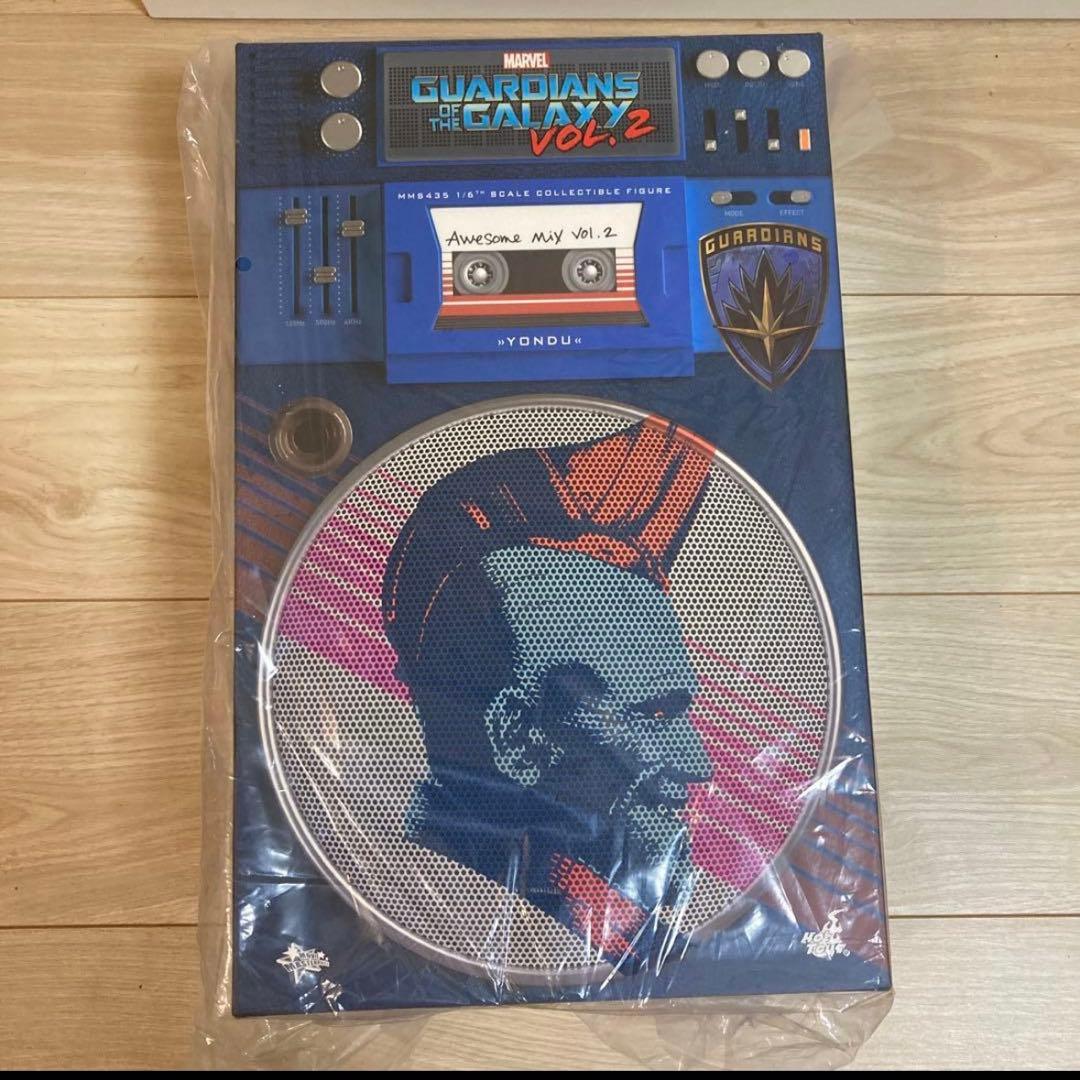 MARVEL
GUARDIANS
OF THE GALAXY
VOL. 2
MMS435 1/6TH SCALE COLLECTIBLE FIGURE
Awesome Mix Vol. 2
»YONDU«
MODE EFFECT
GUARDIANS
500Hz
HOT TOYS